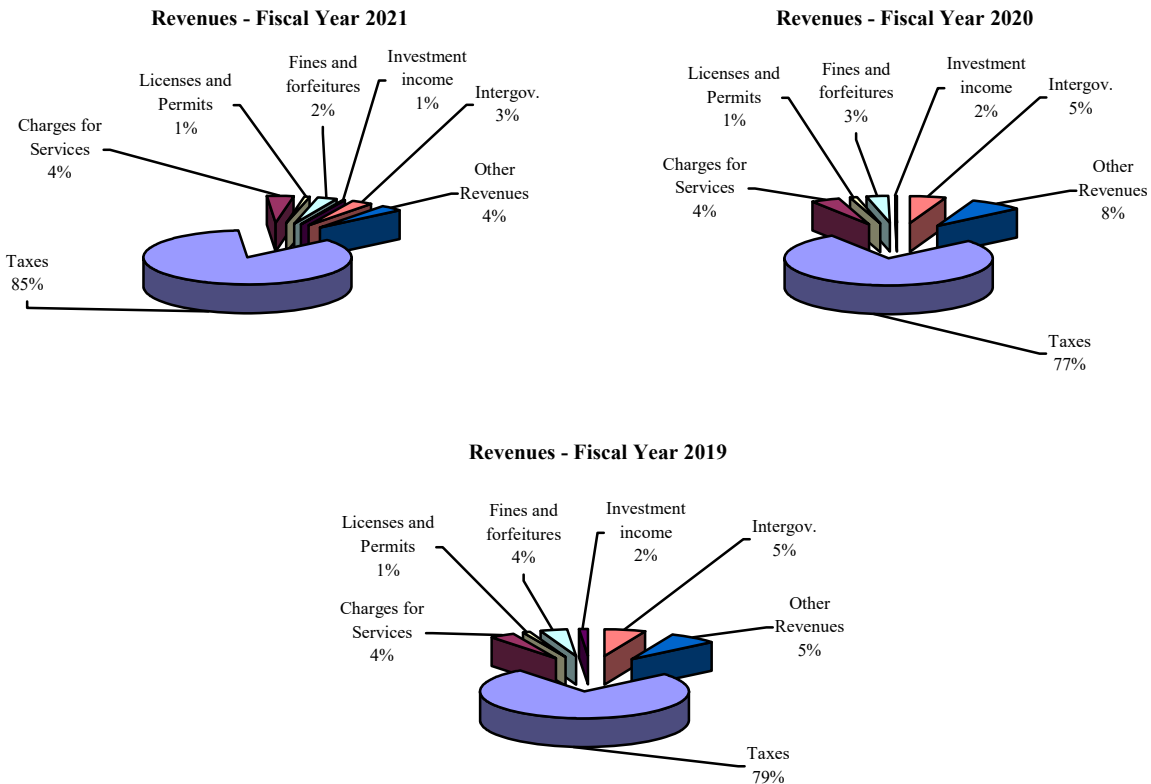 Revenues - Fiscal Year 2021
Taxes
85%
Charges for
Services
4%
Licenses and
Permits
1%
Fines and
forfeitures
2%
Investment
income
1%
Intergov.
3%
Other
Revenues
4%
Revenues - Fiscal Year 2020
Charges for
Services
4%
Licenses and
Permits
1%
Fines and
forfeitures
3%
Investment
income
2%
Intergov.
5%
Other
Revenues
8%
Taxes
77%
Revenues - Fiscal Year 2019
Charges for
Services
4%
Licenses and
Permits
1%
Fines and
forfeitures
4%
Investment
income
2%
Intergov.
5%
Other
Revenues
5%
Taxes
79%